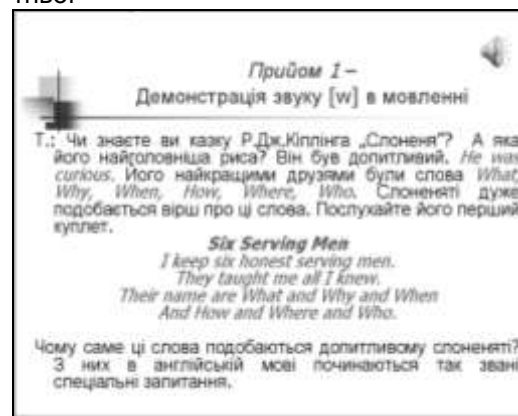 Прийом 1 –
Демонстрація звуку [w] в мовленні
Т.: Чи знаєте ви казку Р.Дж.Кіплінга „Слоненя"? А яка
його найголовніша риса? Він був допитливий. He was
curious. Його найкращими друзями були слова What,
Why, When, How, Where, Who. Слоненяті дуже
подобається вірш про ці слова. Послухайте його перший
куплет.
Six Serving Men
I keep six honest serving men.
They taught me all I knew.
Their name are What and Why and When
And How and Where and Who.
Чому саме ці слова подобаються допитливому слоненяті?
З них в англійській мові починаються так звані
спеціальні запитання.